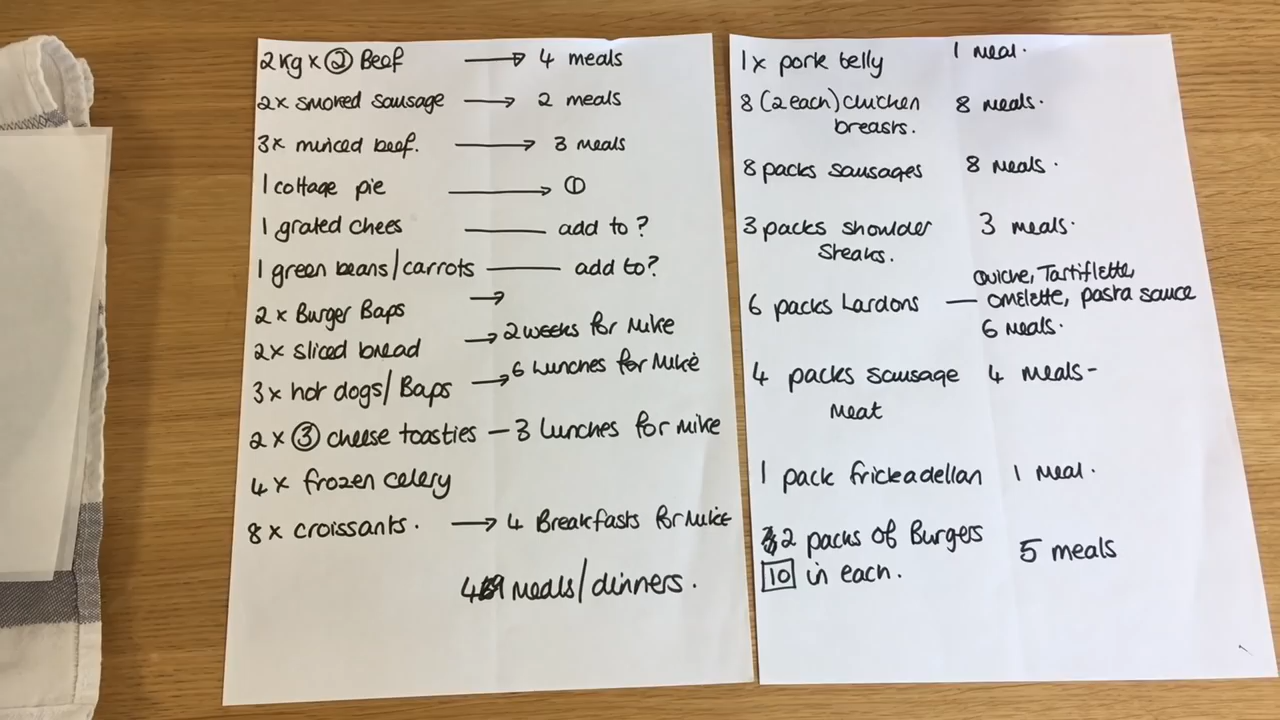 2kg x ② Beef → 4 meals
2x smoked sausage → 2 meals
3x minced beef. → 3 meals
1 cottage pie → ①
1 grated chees — add to?
1 green beans/carrots — add to?
2x Burger Baps →
2x sliced bread → 2 weeks for Mike
3x hot dogs/Baps → 6 Lunches for Mike
2 x ③ cheese toasties – 3 Lunches for Mike
4x frozen celery
8x croissants. → 4 Breakfasts for Mike
meals/dinners.
1x pork belly 1 meal.
8 (2 each) chicken 8 meals.
breasts.
8 packs sausages 8 meals.
3 packs shoulder 3 meals.
Steaks.
Quiche, Tartiflette,
6 packs Lardons — omelette, pasta sauce
6 meals.
4 packs sausage 4 meals-
Meat
1 pack frickadellan 1 meal.
2 packs of Burgers 5 meals
10 in each.